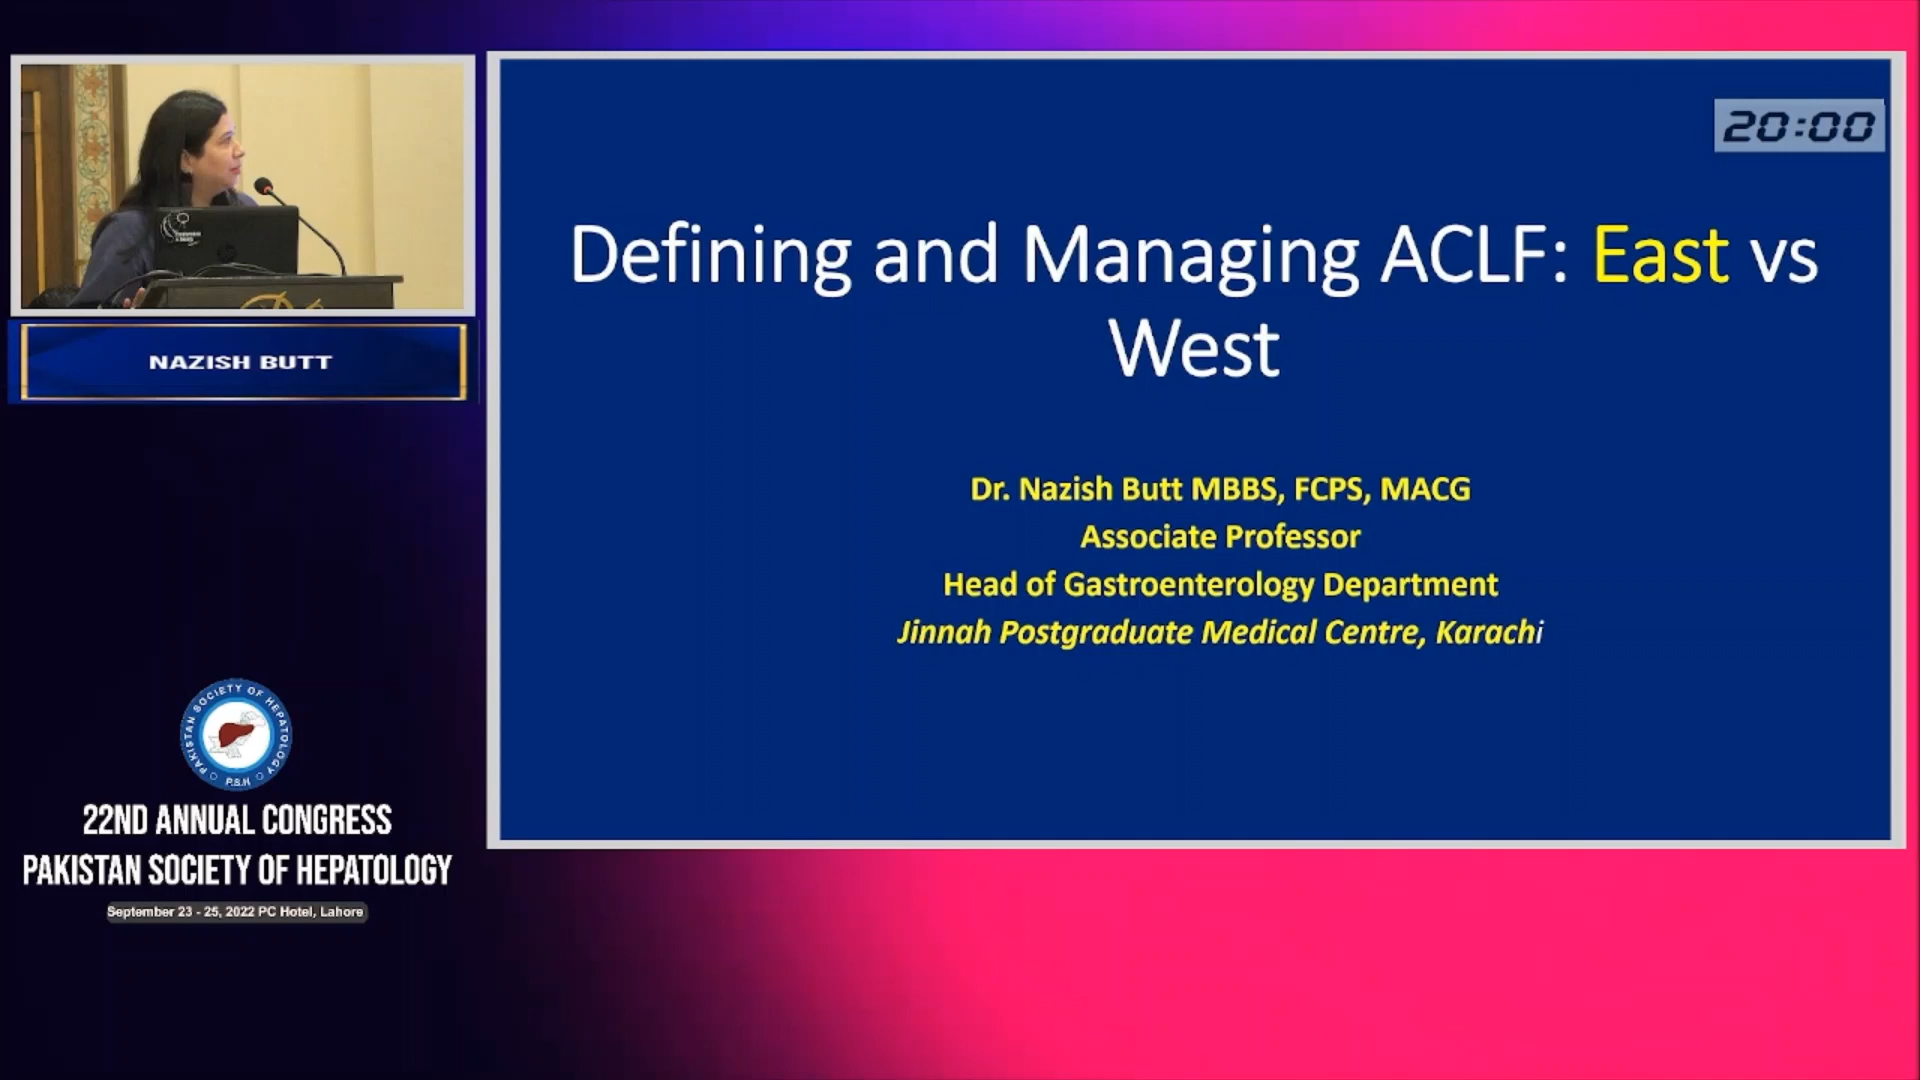 20:00
Defining and Managing ACLF: East vs
West
Dr. Nazish Butt MBBS, FCPS, MACG
Associate Professor
Head of Gastroenterology Department
Jinnah Postgraduate Medical Centre, Karachi
NAZISH BUTT
PAKISTAN SOCIETY OF HEPATOLOGY
P.S.H
22ND ANNUAL CONGRESS
PAKISTAN SOCIETY OF HEPATOLOGY
September 23 - 25, 2022 PC Hotel, Lahore